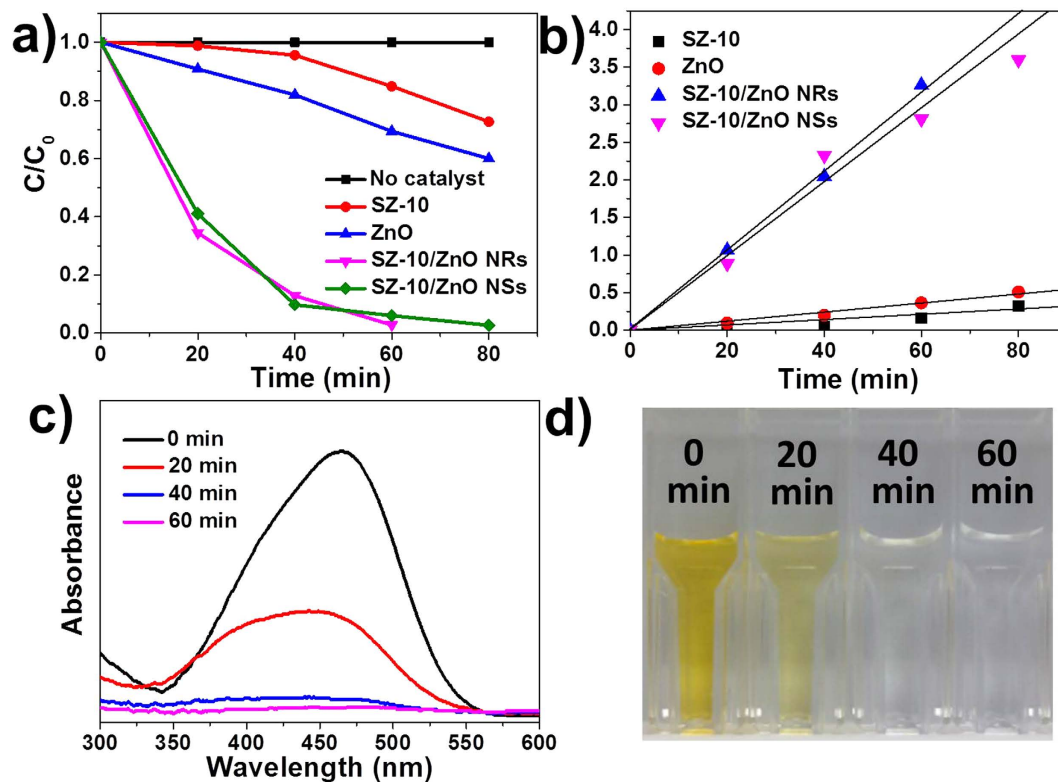 a)
1.0
0.8
0.6
0.4
0.2
0.0
C/C0
No catalyst
SZ-10
ZnO
SZ-10/ZnO NRs
SZ-10/ZnO NSs
0 20 40 60 80
Time (min)
b)
4.0
3.5
3.0
2.5
2.0
1.5
1.0
0.5
0.0
SZ-10
ZnO
SZ-10/ZnO NRs
SZ-10/ZnO NSs
0 20 40 60 80
Time (min)
c)
0 min
20 min
40 min
60 min
Absorbance
300 350 400 450 500 550 600
Wavelength (nm)
d)
0 20 40 60
min min min min